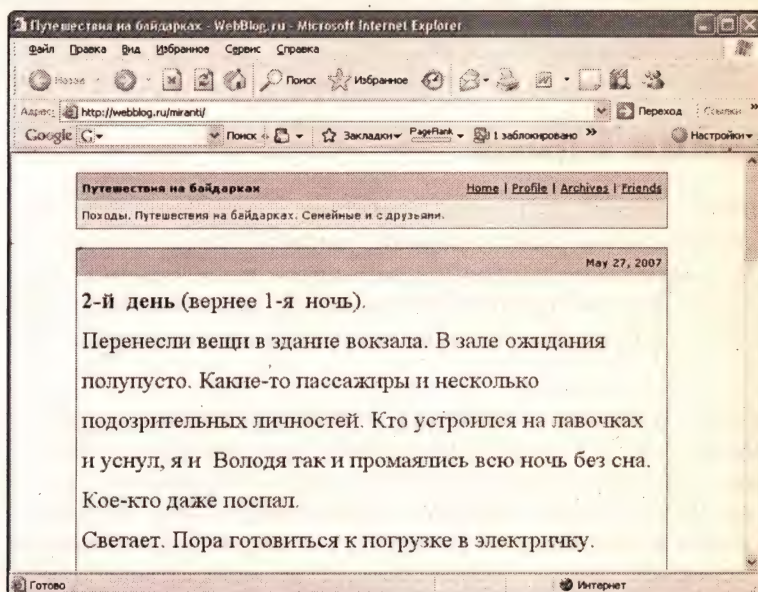 Путешествия на байдарках - WebBlog.ru - Microsoft Internet Explorer
Файл Правка Вид Избранное Сервис Справка
Назад Поиск Избранное
Адрес: http://webblog.ru/miranti/ Переход Ссылки »
Google G Поиск Закладки PageRank 1 заблокировано » Настройки
Путешествия на байдарках Home | Profile | Archives | Friends
Походы. Путешествия на байдарках. Семейные и с друзьями.
May 27, 2007
2-й день (вернее 1-я ночь).
Перенесли вещи в здание вокзала. В зале ожидания
полупусто. Какие-то пассажиры и несколько
подозрительных личностей. Кто устроился на лавочках
и уснул, я и Володя так и промаялись всю ночь без сна.
Кое-кто даже поспал.
Светает. Пора готовиться к погрузке в электричку.
Готово Интернет